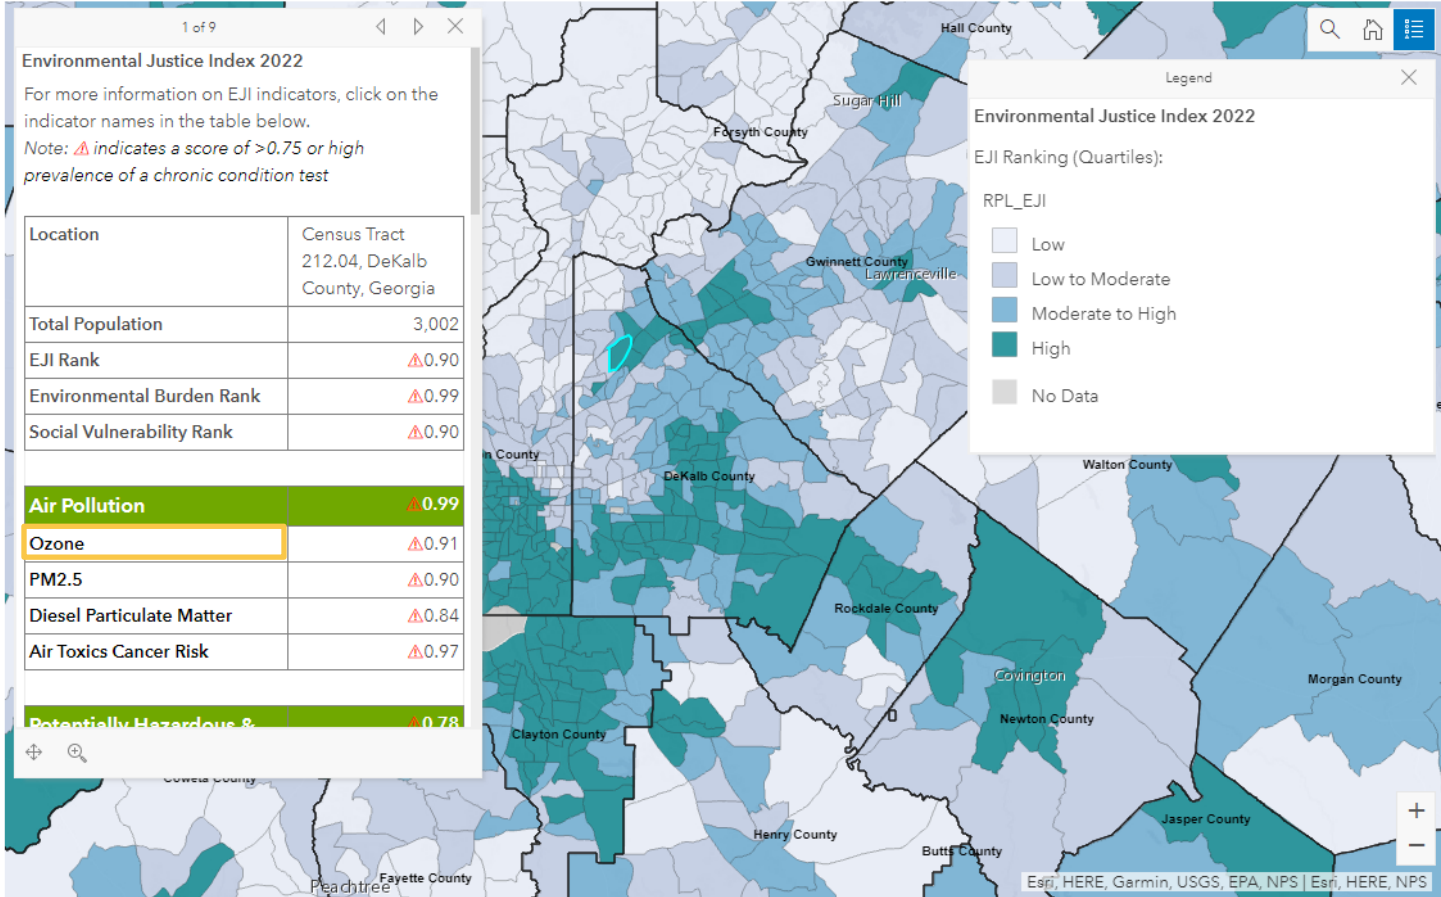 1 of 9
Environmental Justice Index 2022
For more information on EJI indicators, click on the
indicator names in the table below.
Note: ⚠ indicates a score of >0.75 or high
prevalence of a chronic condition test
Location
Census Tract
212.04, DeKalb
County, Georgia
Total Population 3,002
EJI Rank ⚠0.90
Environmental Burden Rank ⚠0.99
Social Vulnerability Rank ⚠0.90
Air Pollution ⚠0.99
Ozone ⚠0.91
PM2.5 ⚠0.90
Diesel Particulate Matter ⚠0.84
Air Toxics Cancer Risk ⚠0.97
Potentially Hazardous & ⚠0.78
Hall County
Sugar Hill
Forsyth County
Gwinnett County
Lawrenceville
n County
DeKalb County
Walton County
Rockdale County
Covington
Newton County
Morgan County
Clayton County
Coweta County
Henry County
Jasper County
Butts County
Fayette County
Peachtree
Legend
Environmental Justice Index 2022
EJI Ranking (Quartiles):
RPL_EJI
Low
Low to Moderate
Moderate to High
High
No Data
+
−
Esri, HERE, Garmin, USGS, EPA, NPS | Esri, HERE, NPS